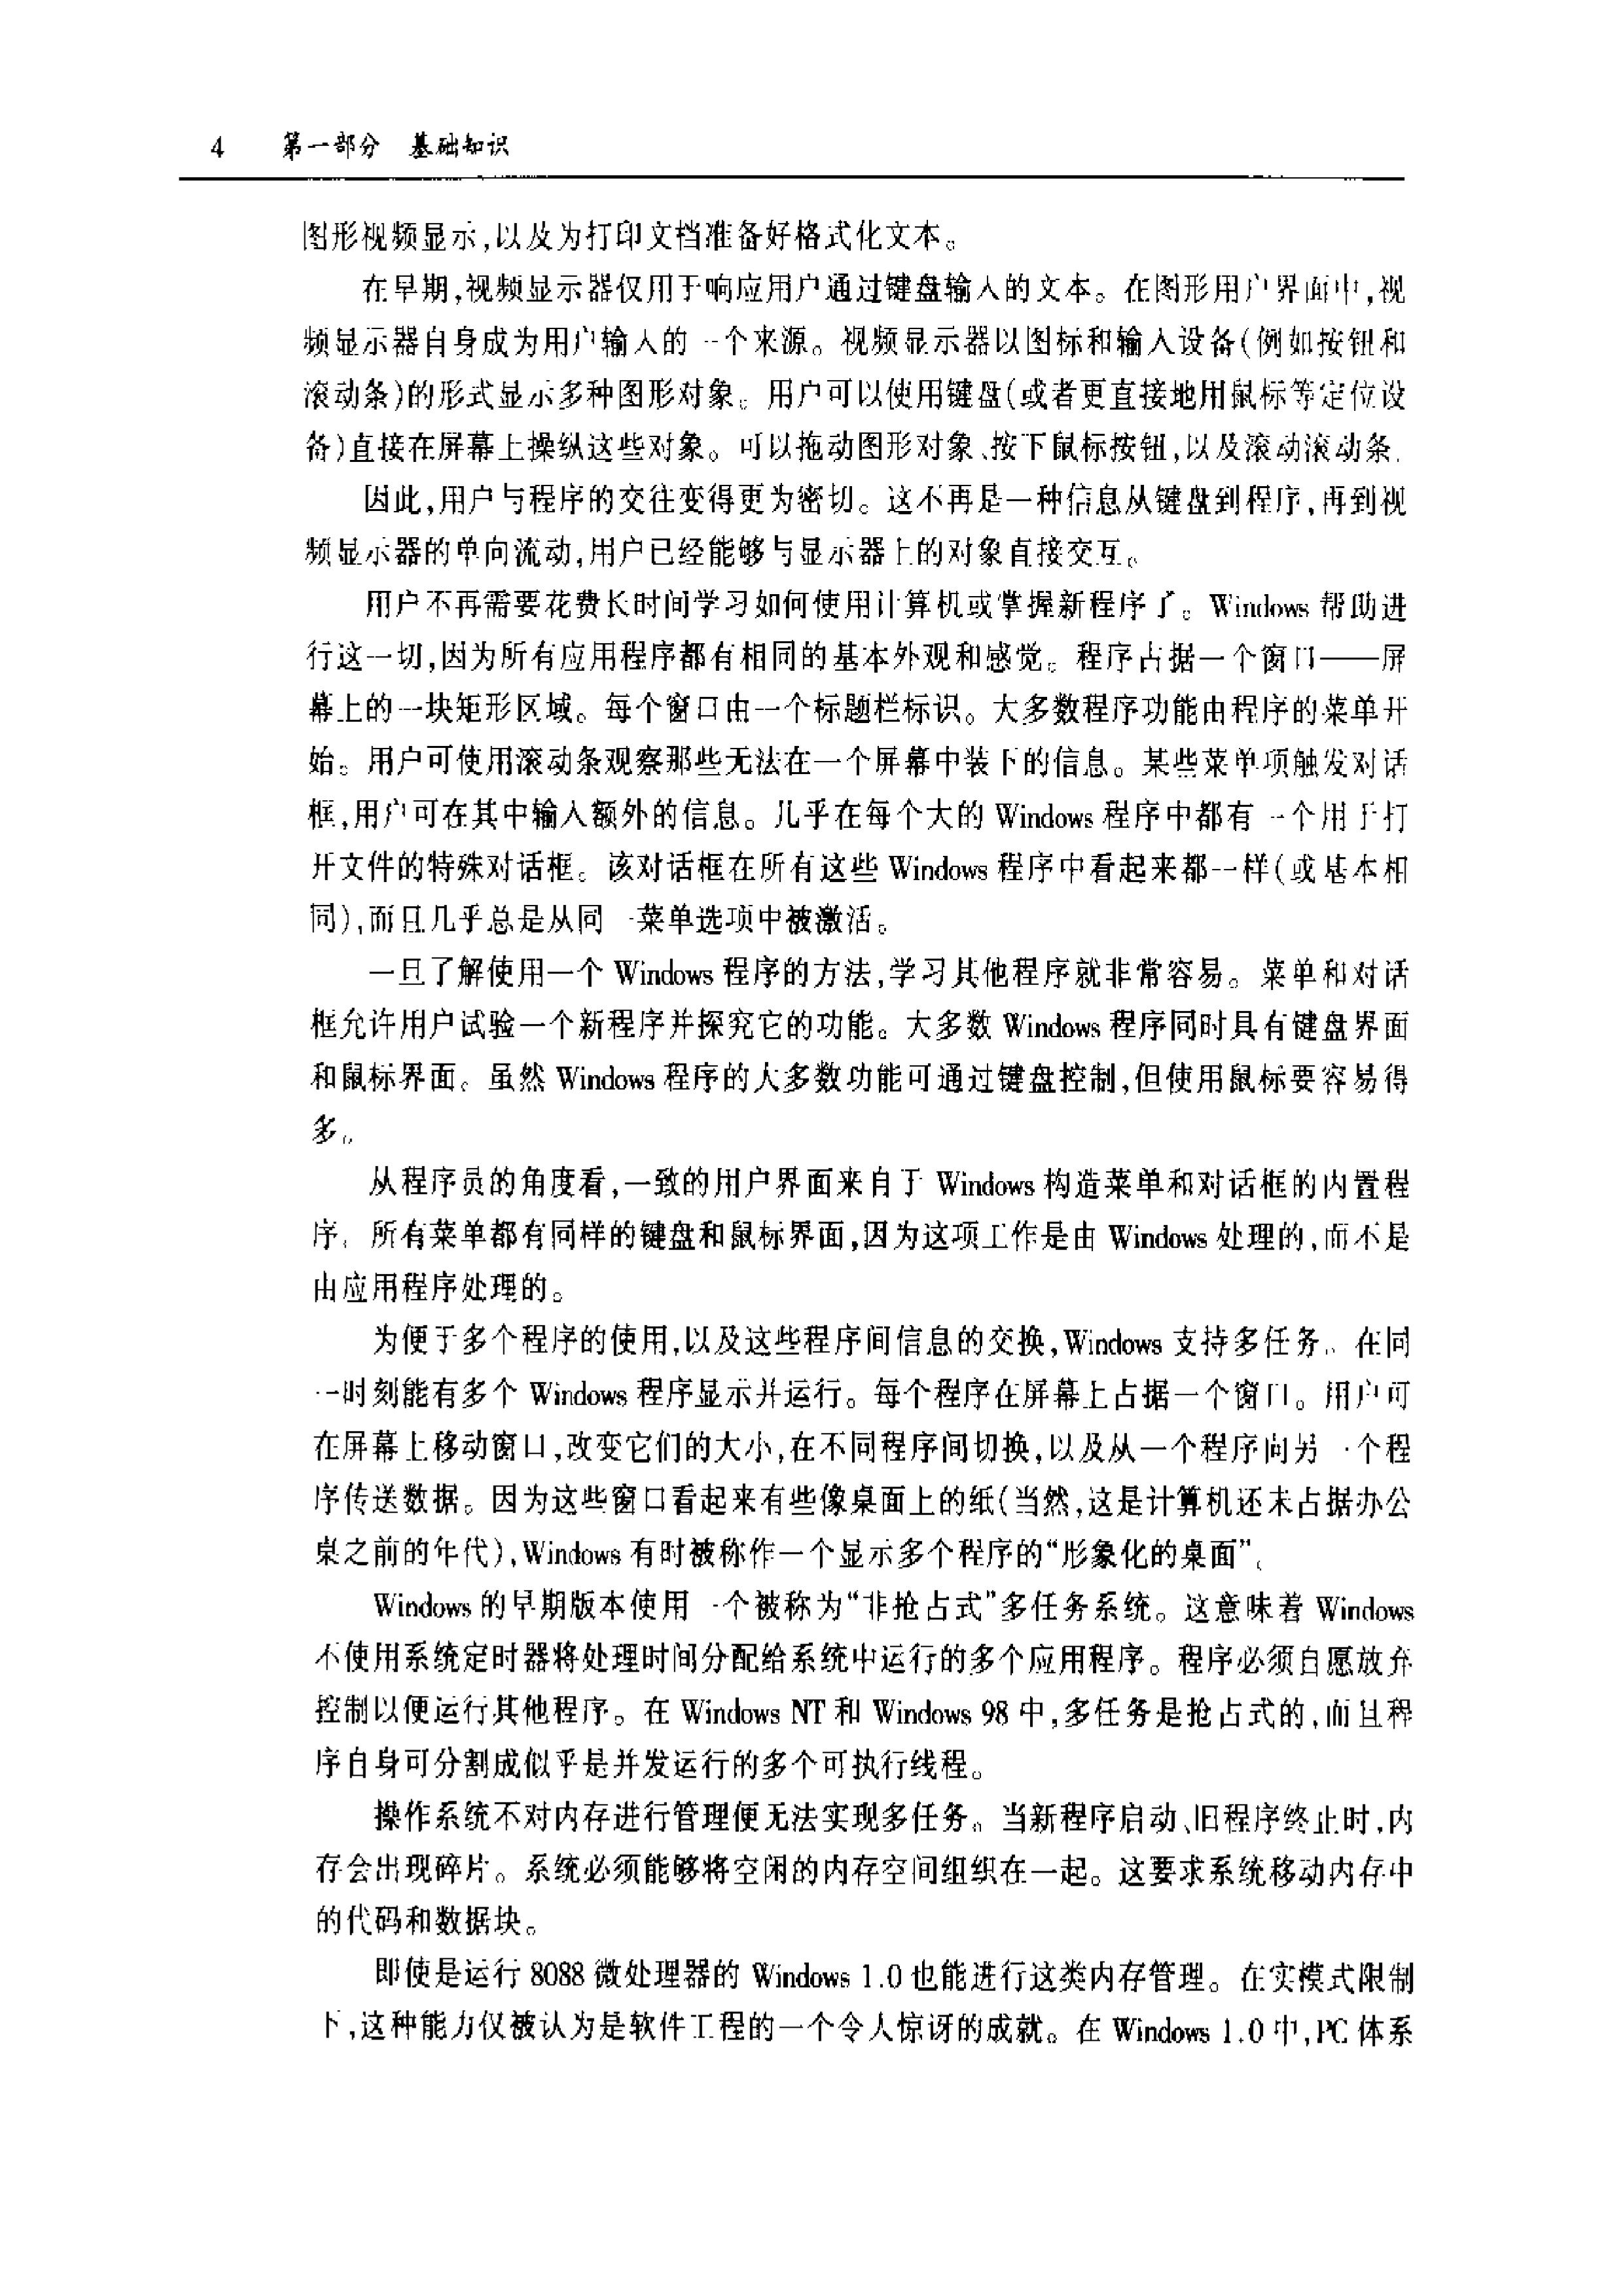 4 第一部分 基础知识
图形视频显示,以及为打印文档准备好格式化文本。
在早期,视频显示器仅用于响应用户通过键盘输入的文本。在图形用户界面中,视
频显示器自身成为用户输入的一个来源。视频显示器以图标和输入设备(例如按钮和
滚动条)的形式显示多种图形对象。用户可以使用键盘(或者更直接地用鼠标等定位设
备)直接在屏幕上操纵这些对象。可以拖动图形对象、按下鼠标按钮,以及滚动滚动条.
因此,用户与程序的交往变得更为密切。这不再是一种信息从键盘到程序,再到视
频显示器的单向流动,用户已经能够与显示器上的对象直接交互。
用户不再需要花费长时间学习如何使用计算机或掌握新程序了。Windows 帮助进
行这一切,因为所有应用程序都有相同的基本外观和感觉。程序占据一个窗口——屏
幕上的一块矩形区域。每个窗口由一个标题栏标识。大多数程序功能由程序的菜单开
始。用户可使用滚动条观察那些无法在一个屏幕中装下的信息。某些菜单项触发对话
框,用户可在其中输入额外的信息。几乎在每个大的 Windows 程序中都有一个用于打
开文件的特殊对话框。该对话框在所有这些 Windows 程序中看起来都一样(或基本相
同),而且几乎总是从同一菜单选项中被激活。
一旦了解使用一个 Windows 程序的方法,学习其他程序就非常容易。菜单和对话
框允许用户试验一个新程序并探究它的功能。大多数 Windows 程序同时具有键盘界面
和鼠标界面。虽然 Windows 程序的大多数功能可通过键盘控制,但使用鼠标要容易得
多。
从程序员的角度看,一致的用户界面来自于 Windows 构造菜单和对话框的内置程
序。所有菜单都有同样的键盘和鼠标界面,因为这项工作是由 Windows 处理的,而不是
由应用程序处理的。
为便于多个程序的使用,以及这些程序间信息的交换,Windows 支持多任务。在同
一时刻能有多个 Windows 程序显示并运行。每个程序在屏幕上占据一个窗口。用户可
在屏幕上移动窗口,改变它们的大小,在不同程序间切换,以及从一个程序向另一个程
序传送数据。因为这些窗口看起来有些像桌面上的纸(当然,这是计算机还未占据办公
桌之前的年代),Windows 有时被称作一个显示多个程序的“形象化的桌面”。
Windows 的早期版本使用一个被称为“非抢占式”多任务系统。这意味着 Windows
不使用系统定时器将处理时间分配给系统中运行的多个应用程序。程序必须自愿放弃
控制以便运行其他程序。在 Windows NT 和 Windows 98 中,多任务是抢占式的,而且程
序自身可分割成似乎是并发运行的多个可执行线程。
操作系统不对内存进行管理便无法实现多任务。当新程序启动、旧程序终止时,内
存会出现碎片。系统必须能够将空闲的内存空间组织在一起。这要求系统移动内存中
的代码和数据块。
即使是运行 8088 微处理器的 Windows 1.0 也能进行这类内存管理。在实模式限制
下,这种能力仅被认为是软件工程的一个令人惊讶的成就。在 Windows 1.0 中,PC 体系